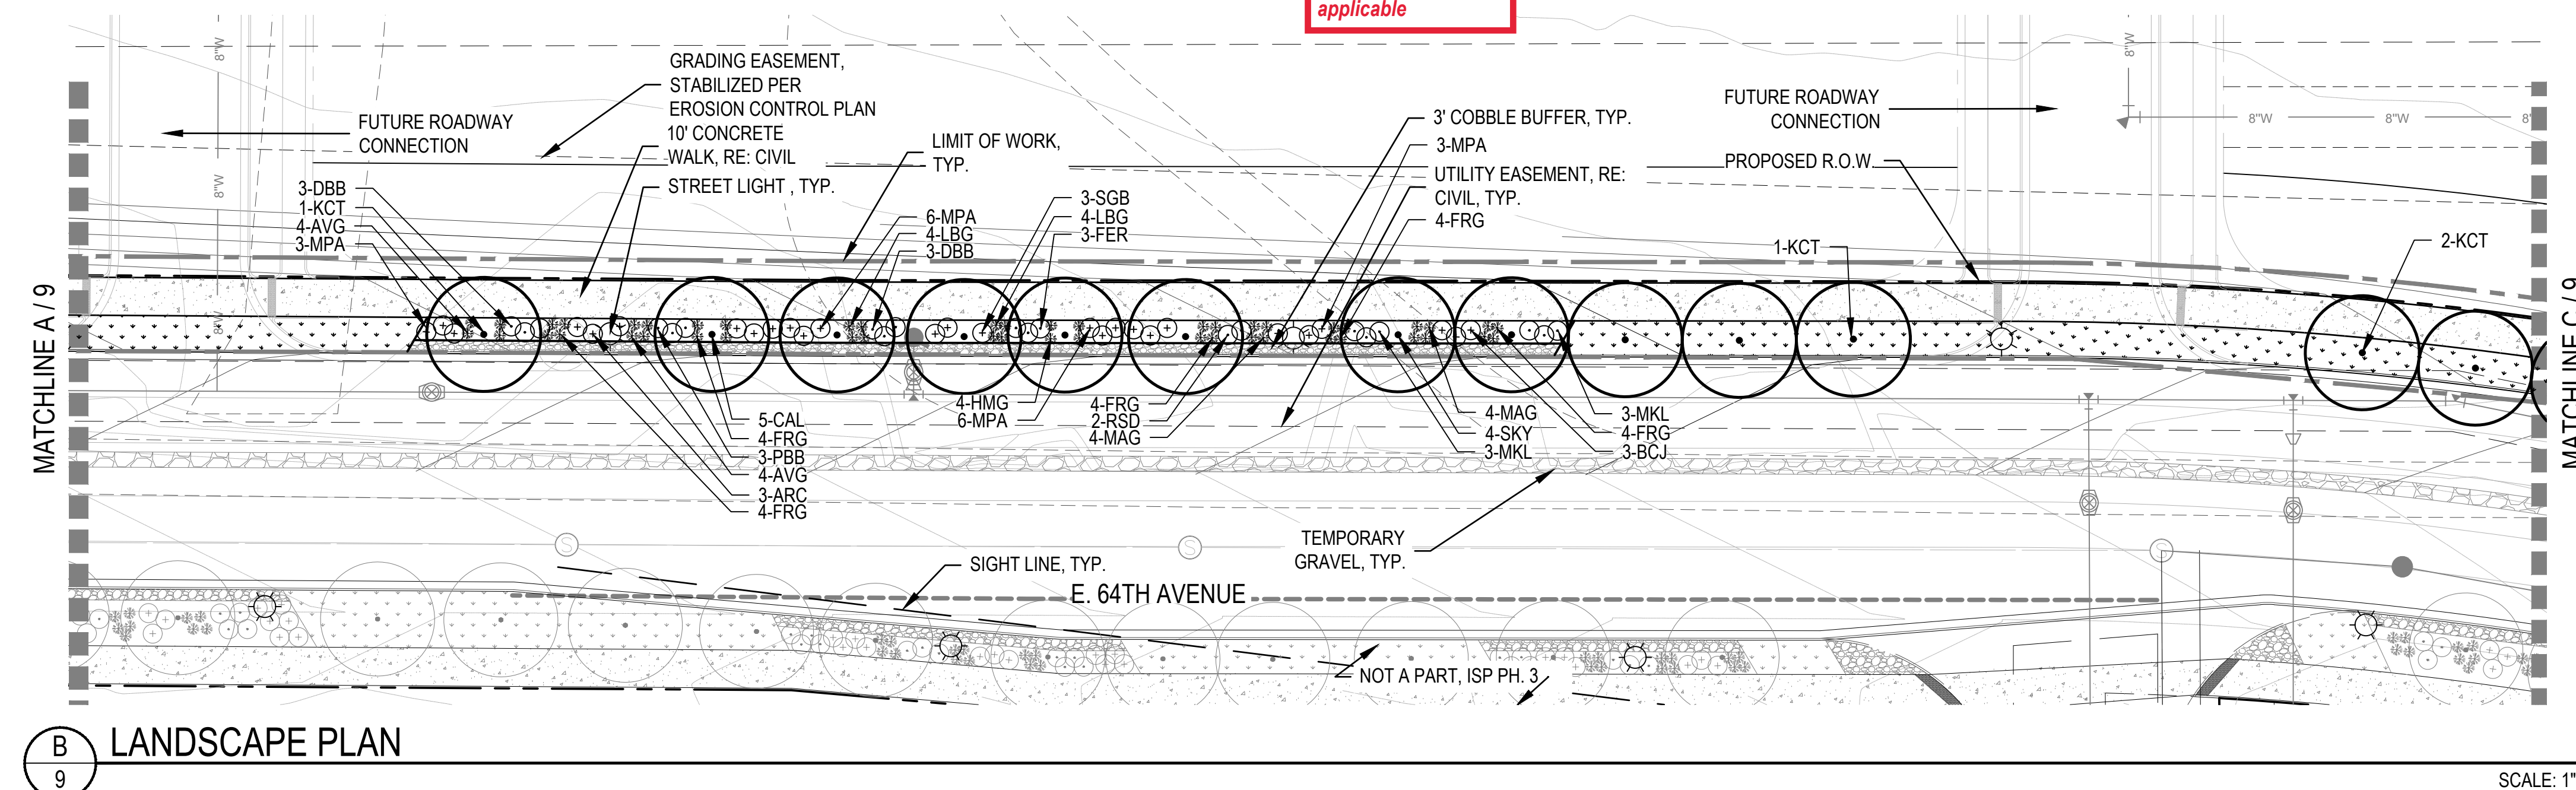 applicable
GRADING EASEMENT,
STABILIZED PER
EROSION CONTROL PLAN
FUTURE ROADWAY
CONNECTION
10' CONCRETE
WALK, RE: CIVIL
STREET LIGHT , TYP.
LIMIT OF WORK,
TYP.
3' COBBLE BUFFER, TYP.
3-MPA
UTILITY EASEMENT, RE:
CIVIL, TYP.
4-FRG
FUTURE ROADWAY
CONNECTION
PROPOSED R.O.W.
8"W
8"W
8"W
8"W
8"W
8"W
8"
3-DBB
1-KCT
4-AVG
3-MPA
6-MPA
4-LBG
3-DBB
3-SGB
4-LBG
3-FER
1-KCT
2-KCT
MATCHLINE A / 9
MATCHLINE C / 9
5-CAL
4-FRG
3-PBB
4-AVG
3-ARC
4-FRG
4-HMG
6-MPA
4-FRG
2-RSD
4-MAG
4-MAG
4-SKY
3-MKL
3-MKL
4-FRG
3-BCJ
S
S
S
TEMPORARY
GRAVEL, TYP.
SIGHT LINE, TYP.
E. 64TH AVENUE
NOT A PART, ISP PH. 3
B
9
LANDSCAPE PLAN
SCALE: 1"